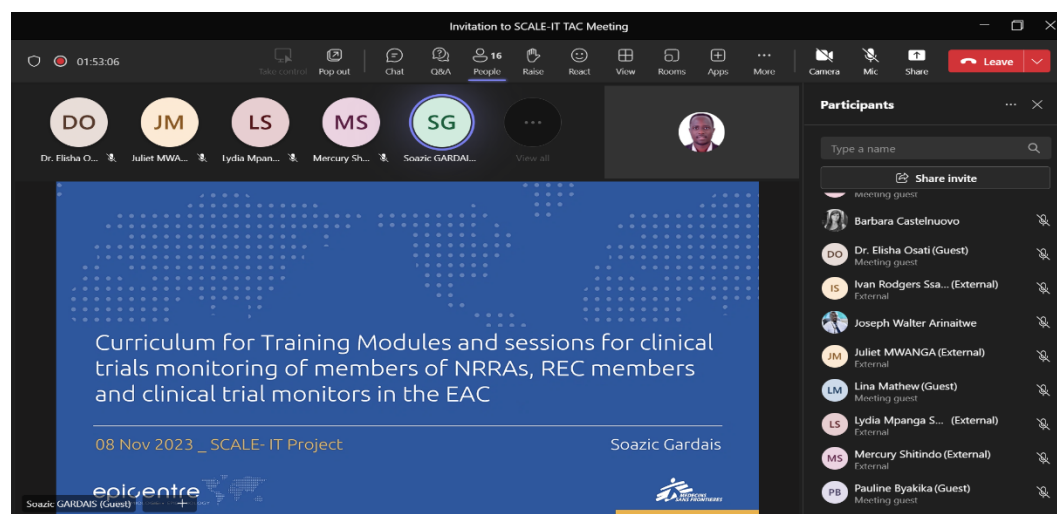 Invitation to SCALE-IT TAC Meeting
01:53:06
Take control
Pop out
Chat
Q&A
16
People
Raise
React
View
Rooms
Apps
More
Camera
Mic
Share
Leave
DO
JM
LS
MS
SG
Dr. Elisha O...
Juliet MWA...
Lydia Mpan...
Mercury Sh...
Soazic GARDAI...
View all
Curriculum for Training Modules and sessions for clinical
trials monitoring of members of NRRAs, REC members
and clinical trial monitors in the EAC
08 Nov 2023 _ SCALE- IT Project
Soazic Gardais
epicentre
MEDECINS
SANS FRONTIERES
Soazic GARDAIS (Guest)
Participants
Type a name
Share invite
Meeting guest
Barbara Castelnuovo
DO
Dr. Elisha Osati (Guest)
Meeting guest
IS
Ivan Rodgers Ssa... (External)
External
Joseph Walter Arinaitwe
JM
Juliet MWANGA (External)
External
LM
Lina Mathew (Guest)
Meeting guest
LS
Lydia Mpanga S... (External)
External
MS
Mercury Shitindo (External)
External
PB
Pauline Byakika (Guest)
Meeting guest